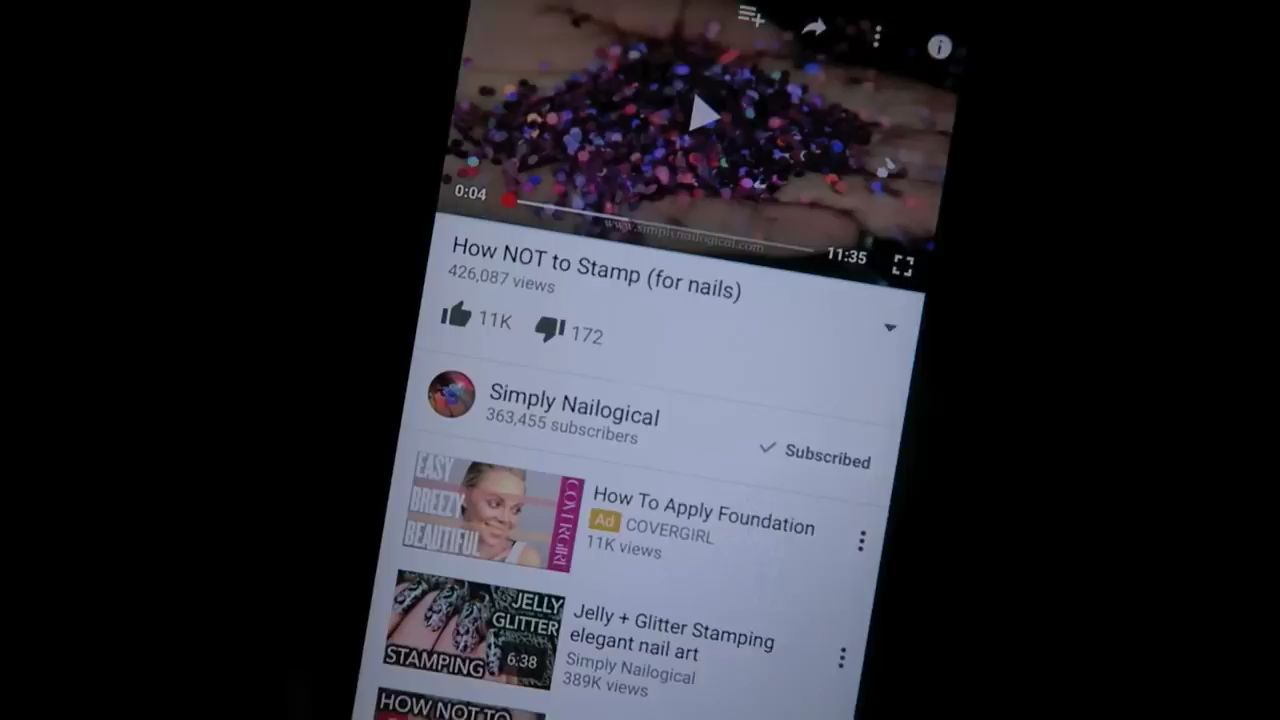 0:04
www.simplynailogical.com
11:35
How NOT to Stamp (for nails)
426,087 views
11K
172
Simply Nailogical
363,455 subscribers
Subscribed
EASY
BREEZY
BEAUTIFUL
COVERGIRL
How To Apply Foundation
Ad COVERGIRL
11K views
JELLY
GLITTER
STAMPING
6:38
Jelly + Glitter Stamping
elegant nail art
Simply Nailogical
389K views
HOW NOT TO